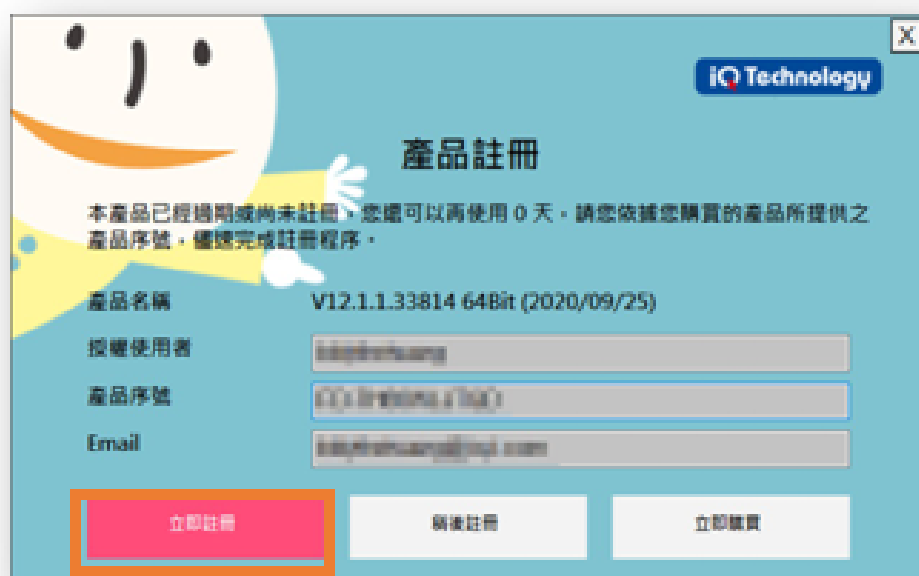 X
iQ Technology
產品註冊
本產品已經過期或尚未註冊，您還可以再使用 0 天，請您依據您購買的產品所提供之
產品序號，儘速完成註冊程序。
產品名稱 V12.1.1.33814 64Bit (2020/09/25)
授權使用者
產品序號
Email
立即註冊 稍後註冊 立即購買